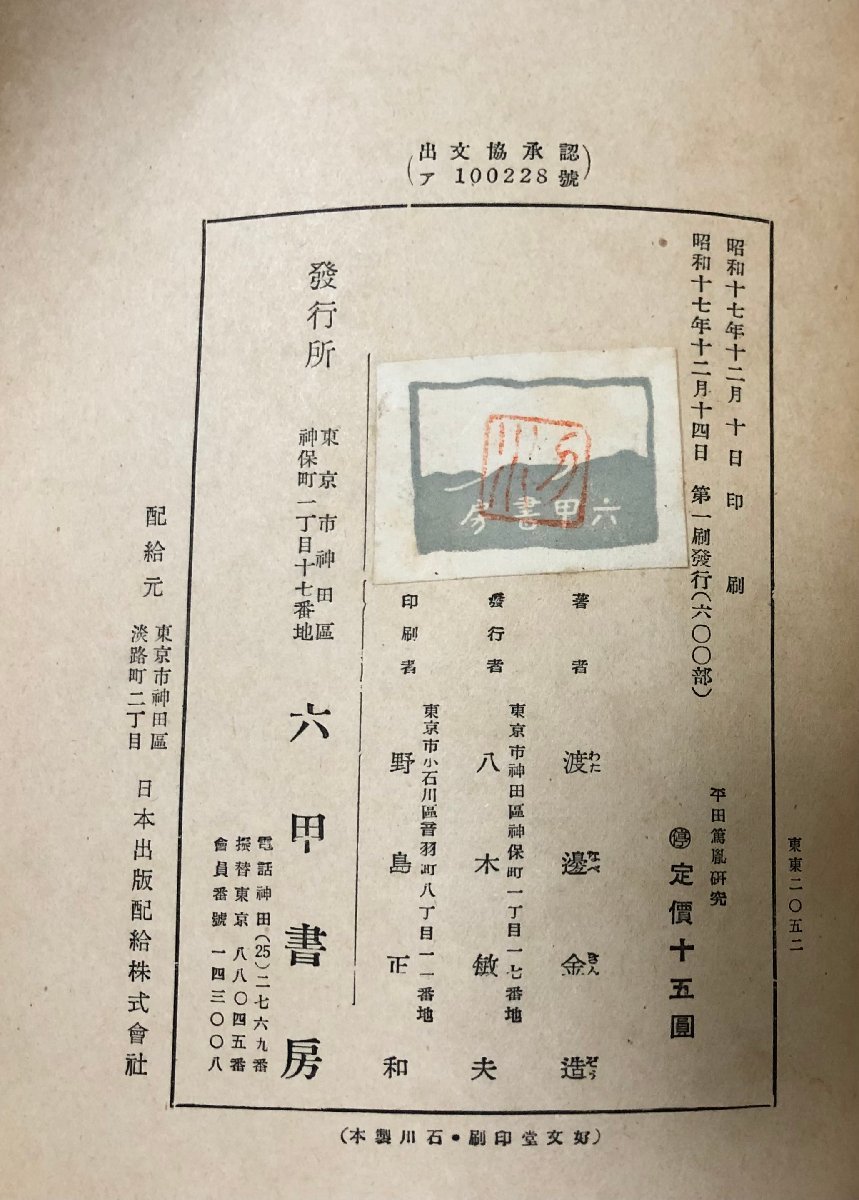 出文協承認
ア 100228號
昭和十七年十二月十日印刷
昭和十七年十二月十四日 第一刷發行(六〇〇部)
平田篤胤研究
㊡定價十五圓
東東二〇五二
六甲書房
著者 渡邊金造
わた なべ きん ざう
發行者 東京市神田區神保町一丁目一七番地
八木敏夫
印刷者 東京市小石川區音羽町八丁目一一番地
野島正和
發行所 東京市神田區
神保町一丁目十七番地
六甲書房
電話神田(25)二七六九番
振替東京八八〇四五番
會員番號一四三〇〇八
配給元 東京市神田區
淡路町二丁目
日本出版配給株式會社
(好文堂印刷・石川製本)